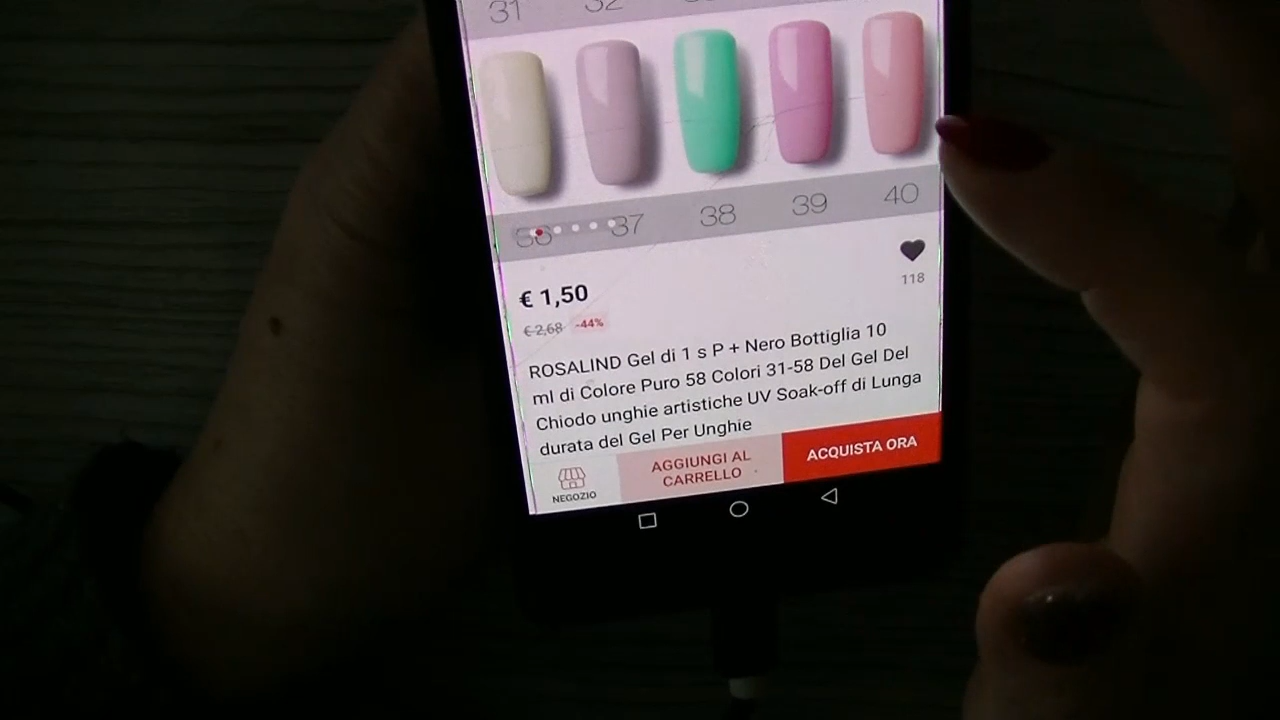 31 32
36 37 38 39 40
€ 1,50
118
€ 2,68 -44%
ROSALIND Gel di 1 s P + Nero Bottiglia 10
ml di Colore Puro 58 Colori 31-58 Del Gel Del
Chiodo unghie artistiche UV Soak-off di Lunga
durata del Gel Per Unghie
NEGOZIO
AGGIUNGI AL
CARRELLO
ACQUISTA ORA